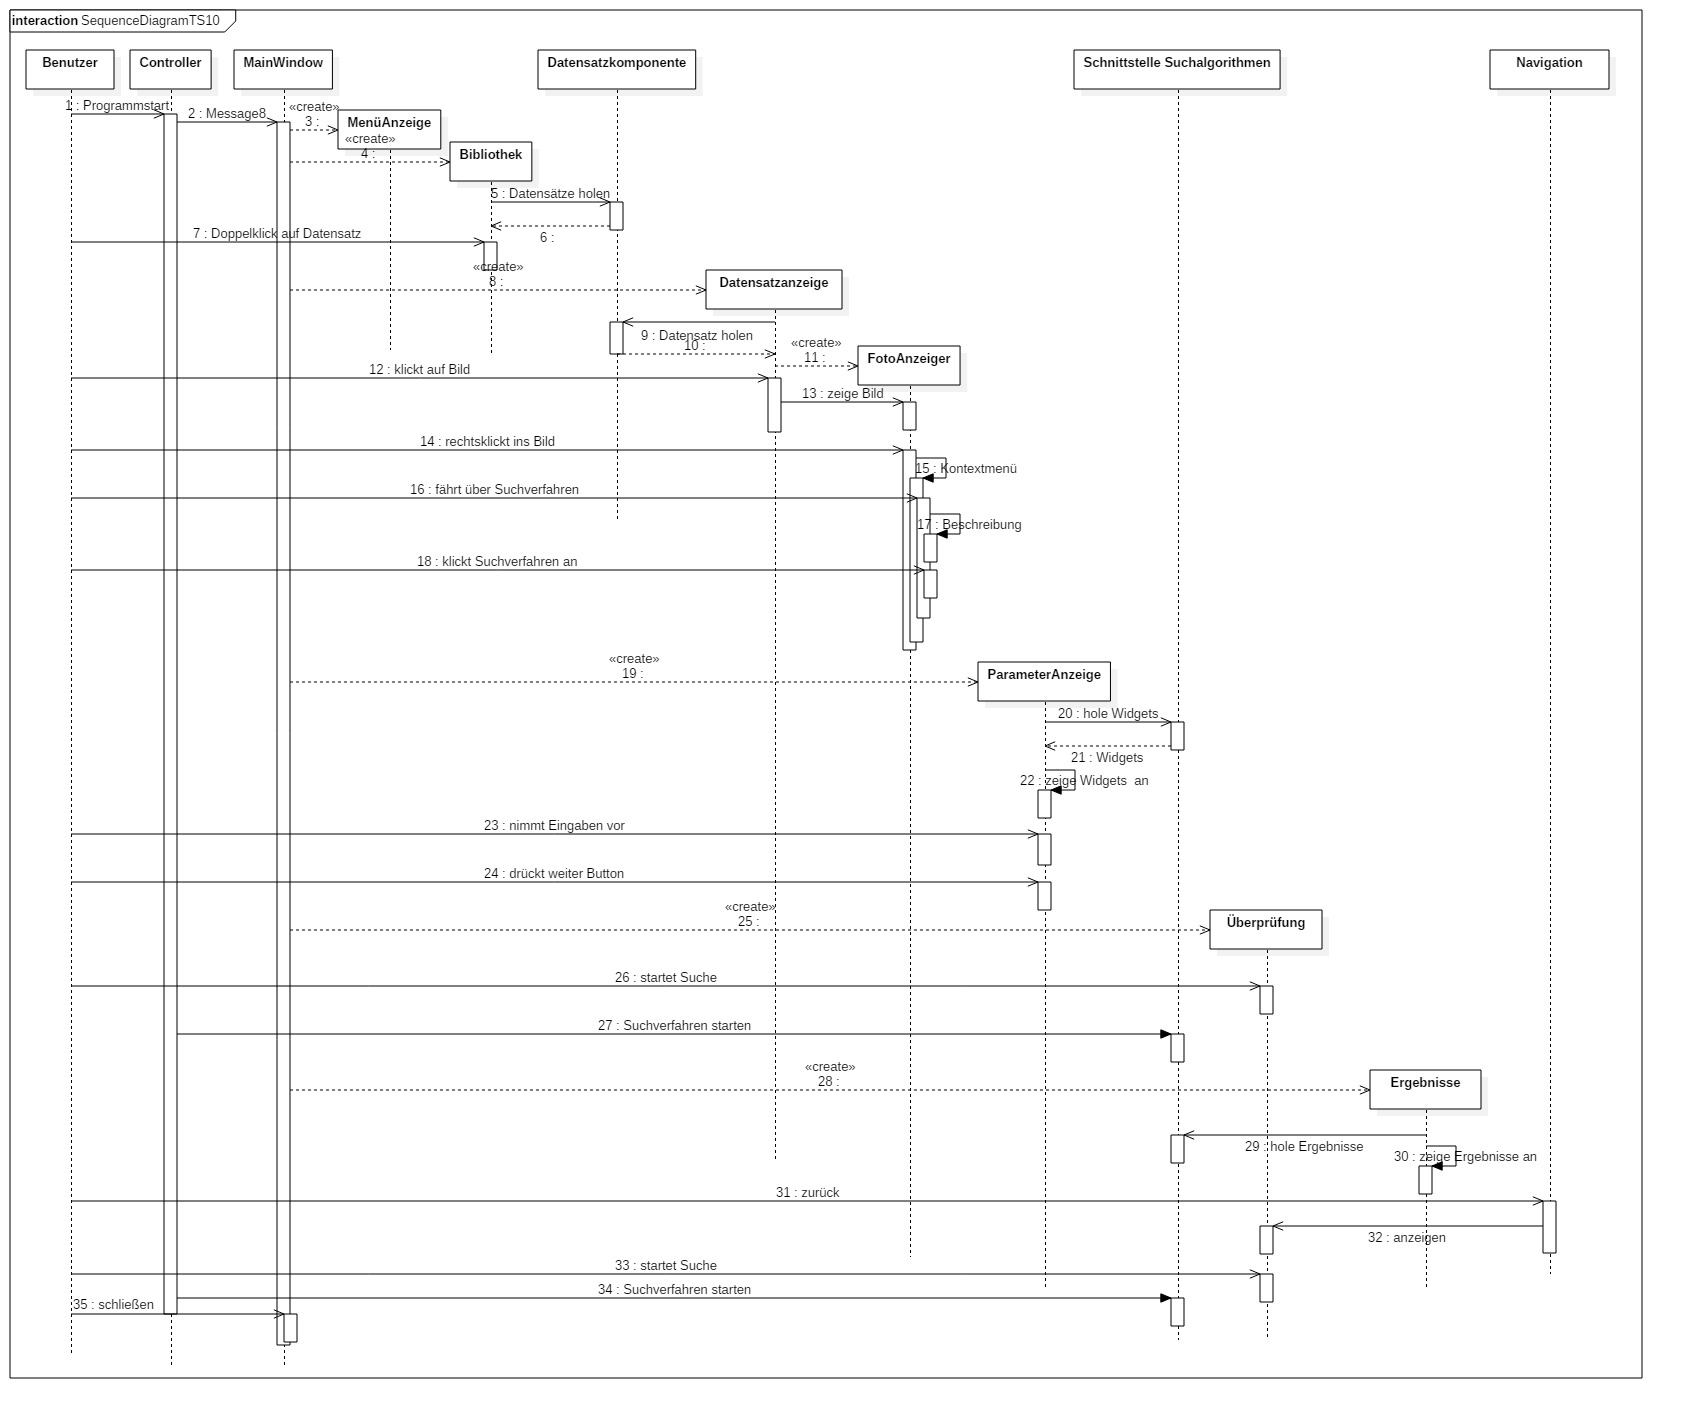 interaction SequenceDiagramTS10
Benutzer
Controller
MainWindow
Datensatzkomponente
Schnittstelle Suchalgorithmen
Navigation
1 : Programmstart
2 : Message8
«create»
3 :
MenüAnzeige
«create»
4 :
Bibliothek
5 : Datensätze holen
6 :
7 : Doppelklick auf Datensatz
«create»
8 :
Datensatzanzeige
9 : Datensatz holen
10 :
«create»
11 :
FotoAnzeiger
12 : klickt auf Bild
13 : zeige Bild
14 : rechtsklickt ins Bild
15 : Kontextmenü
16 : fährt über Suchverfahren
17 : Beschreibung
18 : klickt Suchverfahren an
«create»
19 :
ParameterAnzeige
20 : hole Widgets
21 : Widgets
22 : zeige Widgets  an
23 : nimmt Eingaben vor
24 : drückt weiter Button
«create»
25 :
Überprüfung
26 : startet Suche
27 : Suchverfahren starten
«create»
28 :
Ergebnisse
29 : hole Ergebnisse
30 : zeige Ergebnisse an
31 : zurück
32 : anzeigen
33 : startet Suche
34 : Suchverfahren starten
35 : schließen